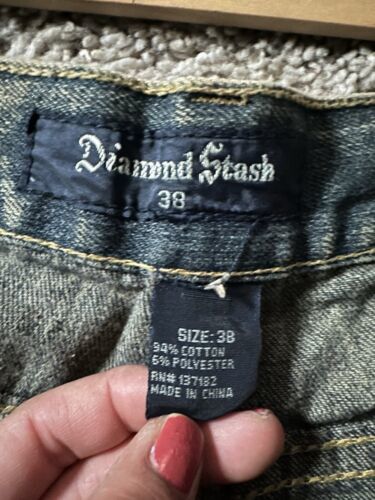 Diamond Stash
38
SIZE: 38
94% COTTON
6% POLYESTER
RN# 137182
MADE IN CHINA